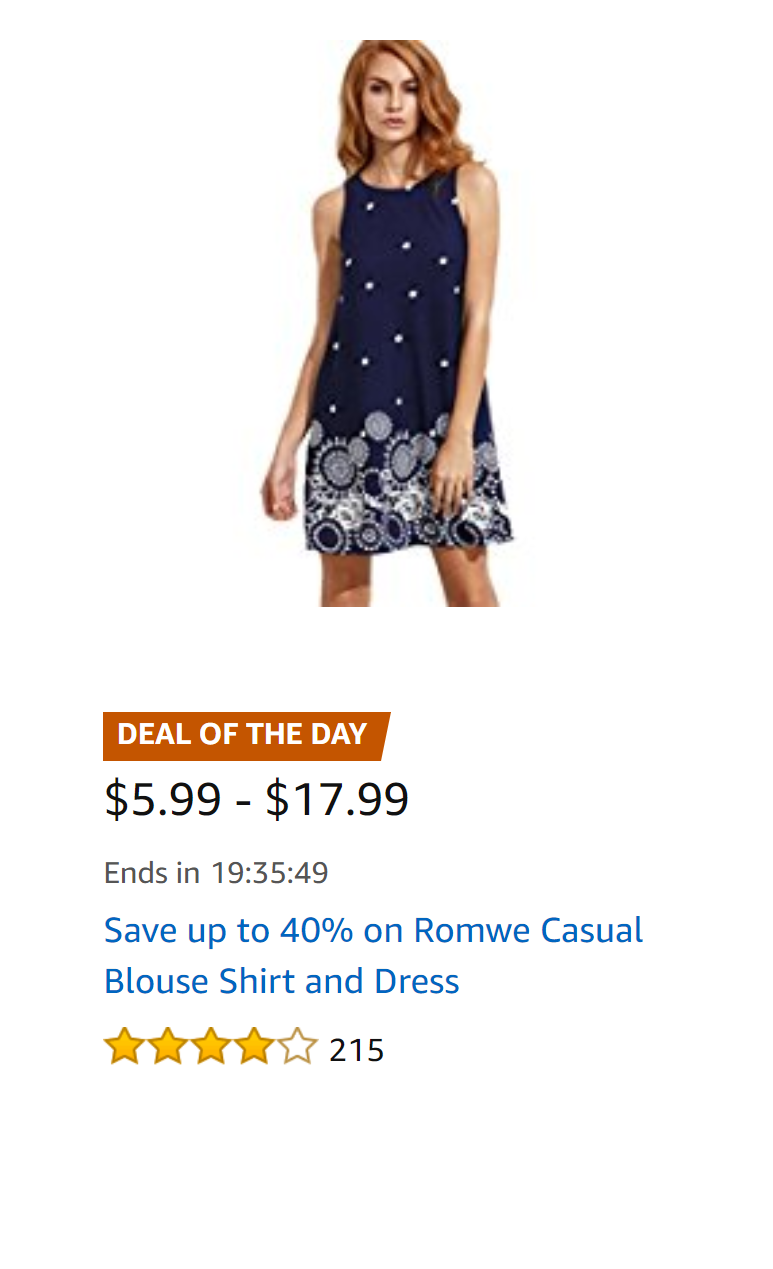 DEAL OF THE DAY
$5.99 - $17.99
Ends in 19:35:49
Save up to 40% on Romwe Casual
Blouse Shirt and Dress
215